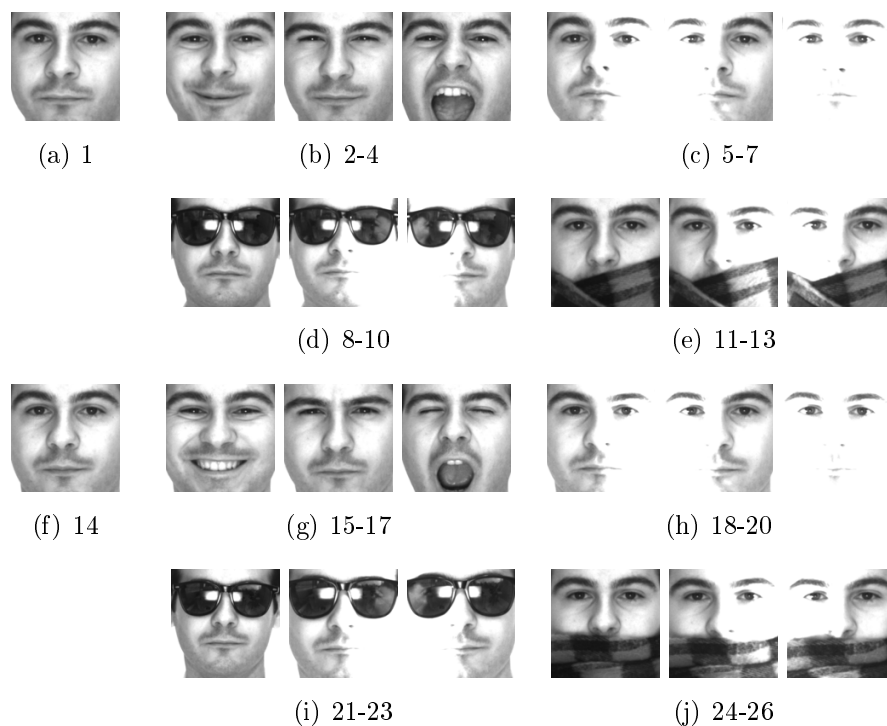 (a) 1
(b) 2-4
(c) 5-7
(d) 8-10
(e) 11-13
(f) 14
(g) 15-17
(h) 18-20
(i) 21-23
(j) 24-26